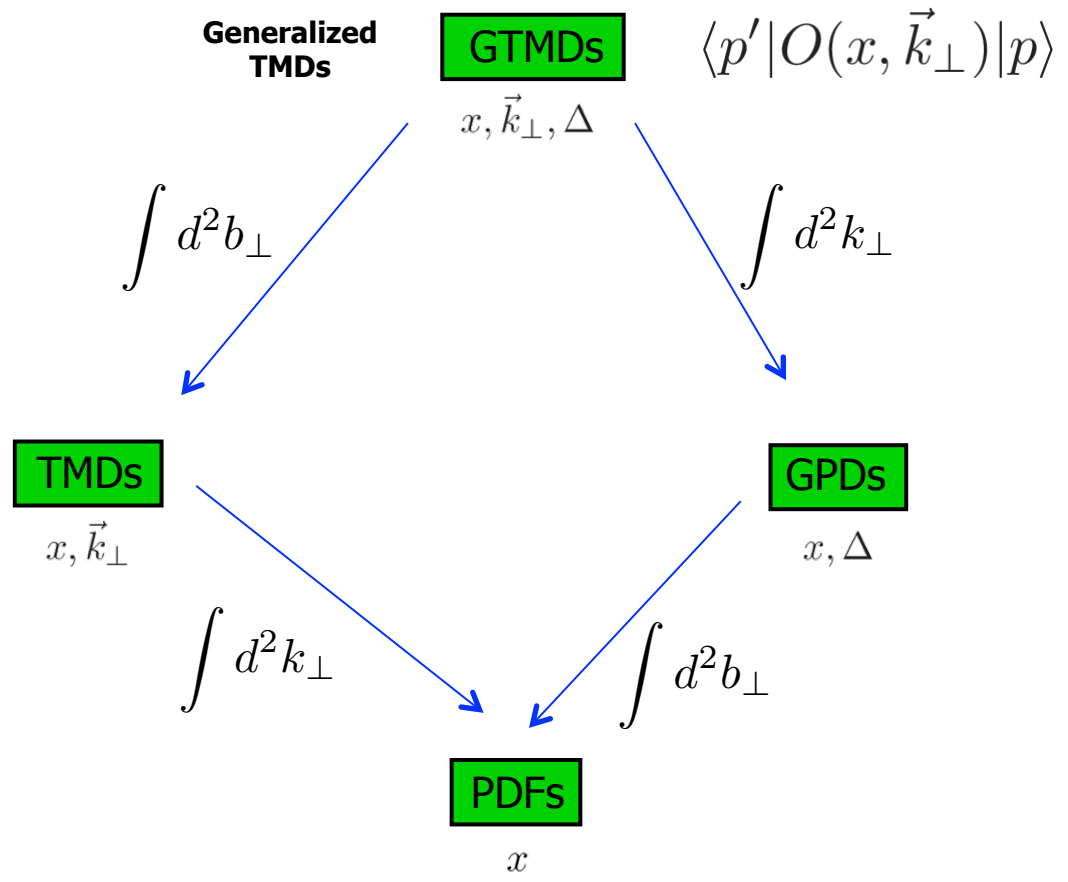 Generalized
TMDs
GTMDs
⟨p′|O(x, k⃗⊥)|p⟩
x, k⃗⊥, Δ
∫ d²b⊥
∫ d²k⊥
TMDs
GPDs
x, k⃗⊥
x, Δ
∫ d²k⊥
∫ d²b⊥
PDFs
x